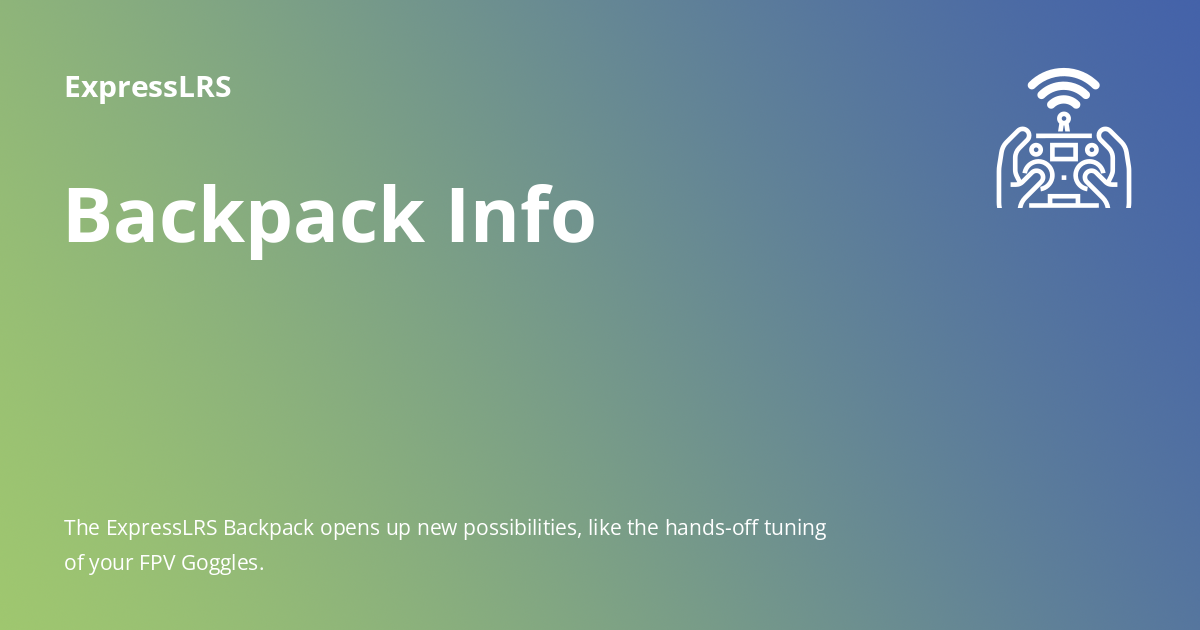 ExpressLRS
Backpack Info
The ExpressLRS Backpack opens up new possibilities, like the hands-off tuning
of your FPV Goggles.